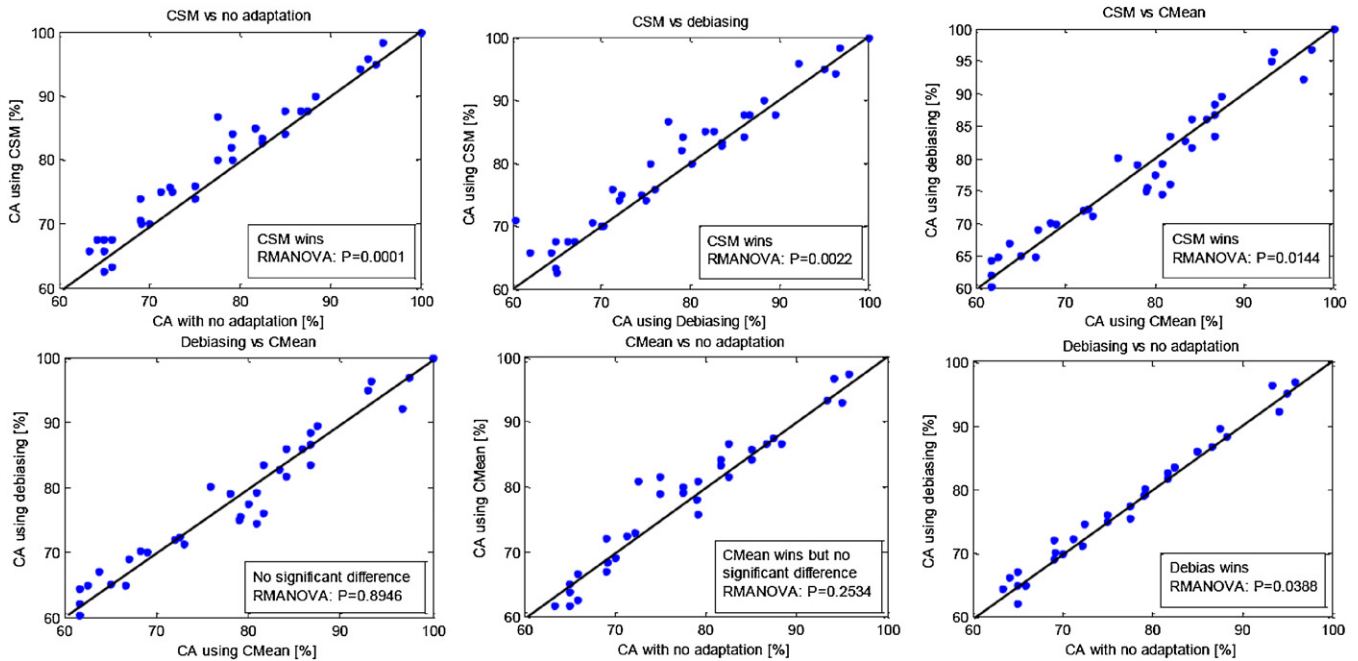 CSM vs no adaptation
100
90
80
70
60
CA using CSM [%]
CSM wins
RMANOVA: P=0.0001
60 70 80 90 100
CA with no adaptation [%]
CSM vs debiasing
100
90
80
70
60
CA using CSM [%]
CSM wins
RMANOVA: P=0.0022
60 70 80 90 100
CA using Debiasing [%]
CSM vs CMean
100
95
90
85
80
75
70
65
60
CA using debiasing [%]
CSM wins
RMANOVA: P=0.0144
60 70 80 90 100
CA using CMean [%]
Debiasing vs CMean
100
90
80
70
60
CA using debiasing [%]
No significant difference
RMANOVA: P=0.8946
60 70 80 90 100
CA using CMean [%]
CMean vs no adaptation
100
90
80
70
60
CA using CMean [%]
CMean wins but no
significant difference
RMANOVA: P=0.2534
60 70 80 90 100
CA with no adaptation [%]
Debiasing vs no adaptation
100
90
80
70
60
CA using debiasing [%]
Debias wins
RMANOVA: P=0.0388
60 70 80 90 100
CA with no adaptation [%]